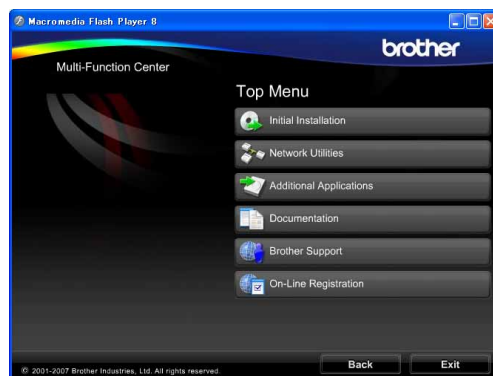 Macromedia Flash Player 8
brother
Multi-Function Center
Top Menu
Initial Installation
Network Utilities
Additional Applications
Documentation
Brother Support
On-Line Registration
© 2001-2007 Brother Industries, Ltd. All rights reserved.
Back
Exit